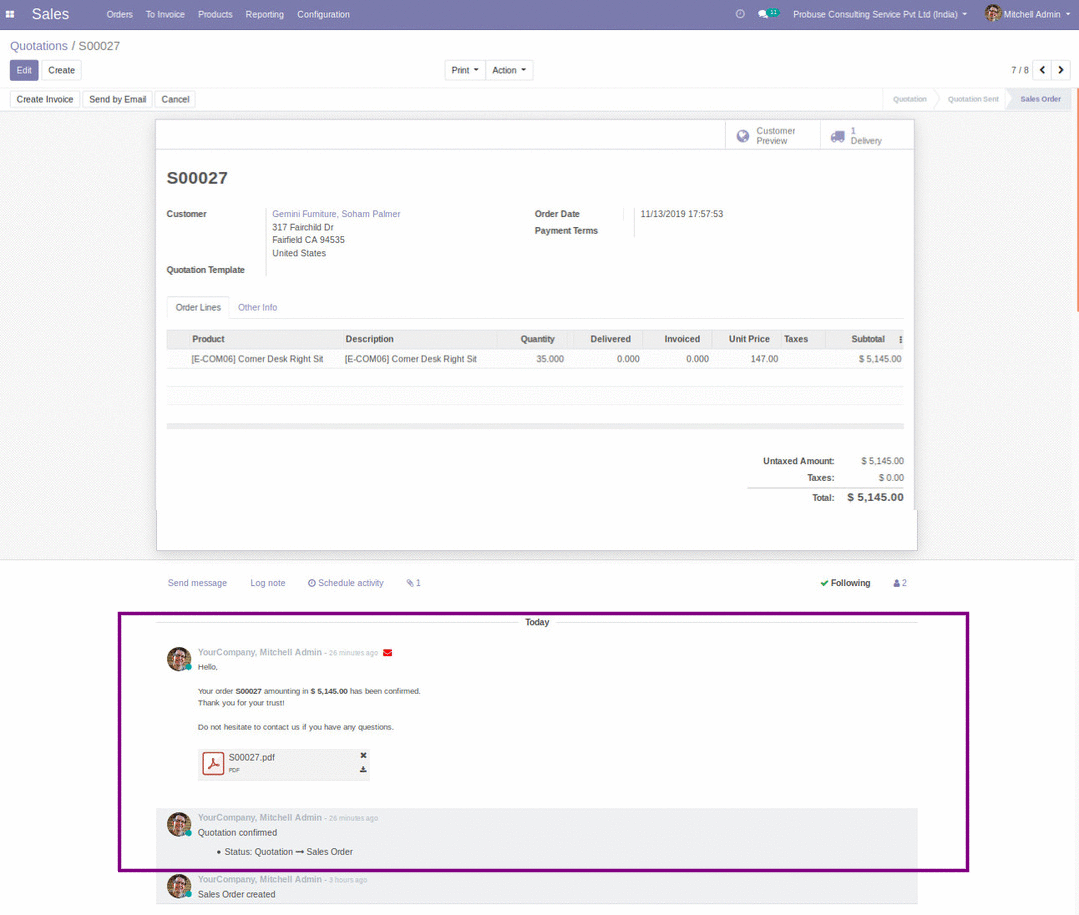 Sales Orders To Invoice Products Reporting Configuration 11 Probuse Consulting Service Pvt Ltd (India) Mitchell Admin
Quotations / S00027
Edit Create Print Action 7 / 8
Create Invoice Send by Email Cancel Quotation Quotation Sent Sales Order
Customer Preview
1 Delivery
S00027
Customer Gemini Furniture, Soham Palmer
317 Fairchild Dr
Fairfield CA 94535
United States
Quotation Template
Order Date 11/13/2019 17:57:53
Payment Terms
Order Lines Other Info
Product Description Quantity Delivered Invoiced Unit Price Taxes Subtotal
[E-COM06] Corner Desk Right Sit [E-COM06] Corner Desk Right Sit 35.000 0.000 0.000 147.00 $ 5,145.00
Untaxed Amount: $ 5,145.00
Taxes: $ 0.00
Total: $ 5,145.00
Send message Log note Schedule activity 1 Following 2
Today
YourCompany, Mitchell Admin - 26 minutes ago
Hello,
Your order S00027 amounting in $ 5,145.00 has been confirmed.
Thank you for your trust!
Do not hesitate to contact us if you have any questions.
S00027.pdf
PDF
YourCompany, Mitchell Admin - 26 minutes ago
Quotation confirmed
• Status: Quotation → Sales Order
YourCompany, Mitchell Admin - 3 hours ago
Sales Order created